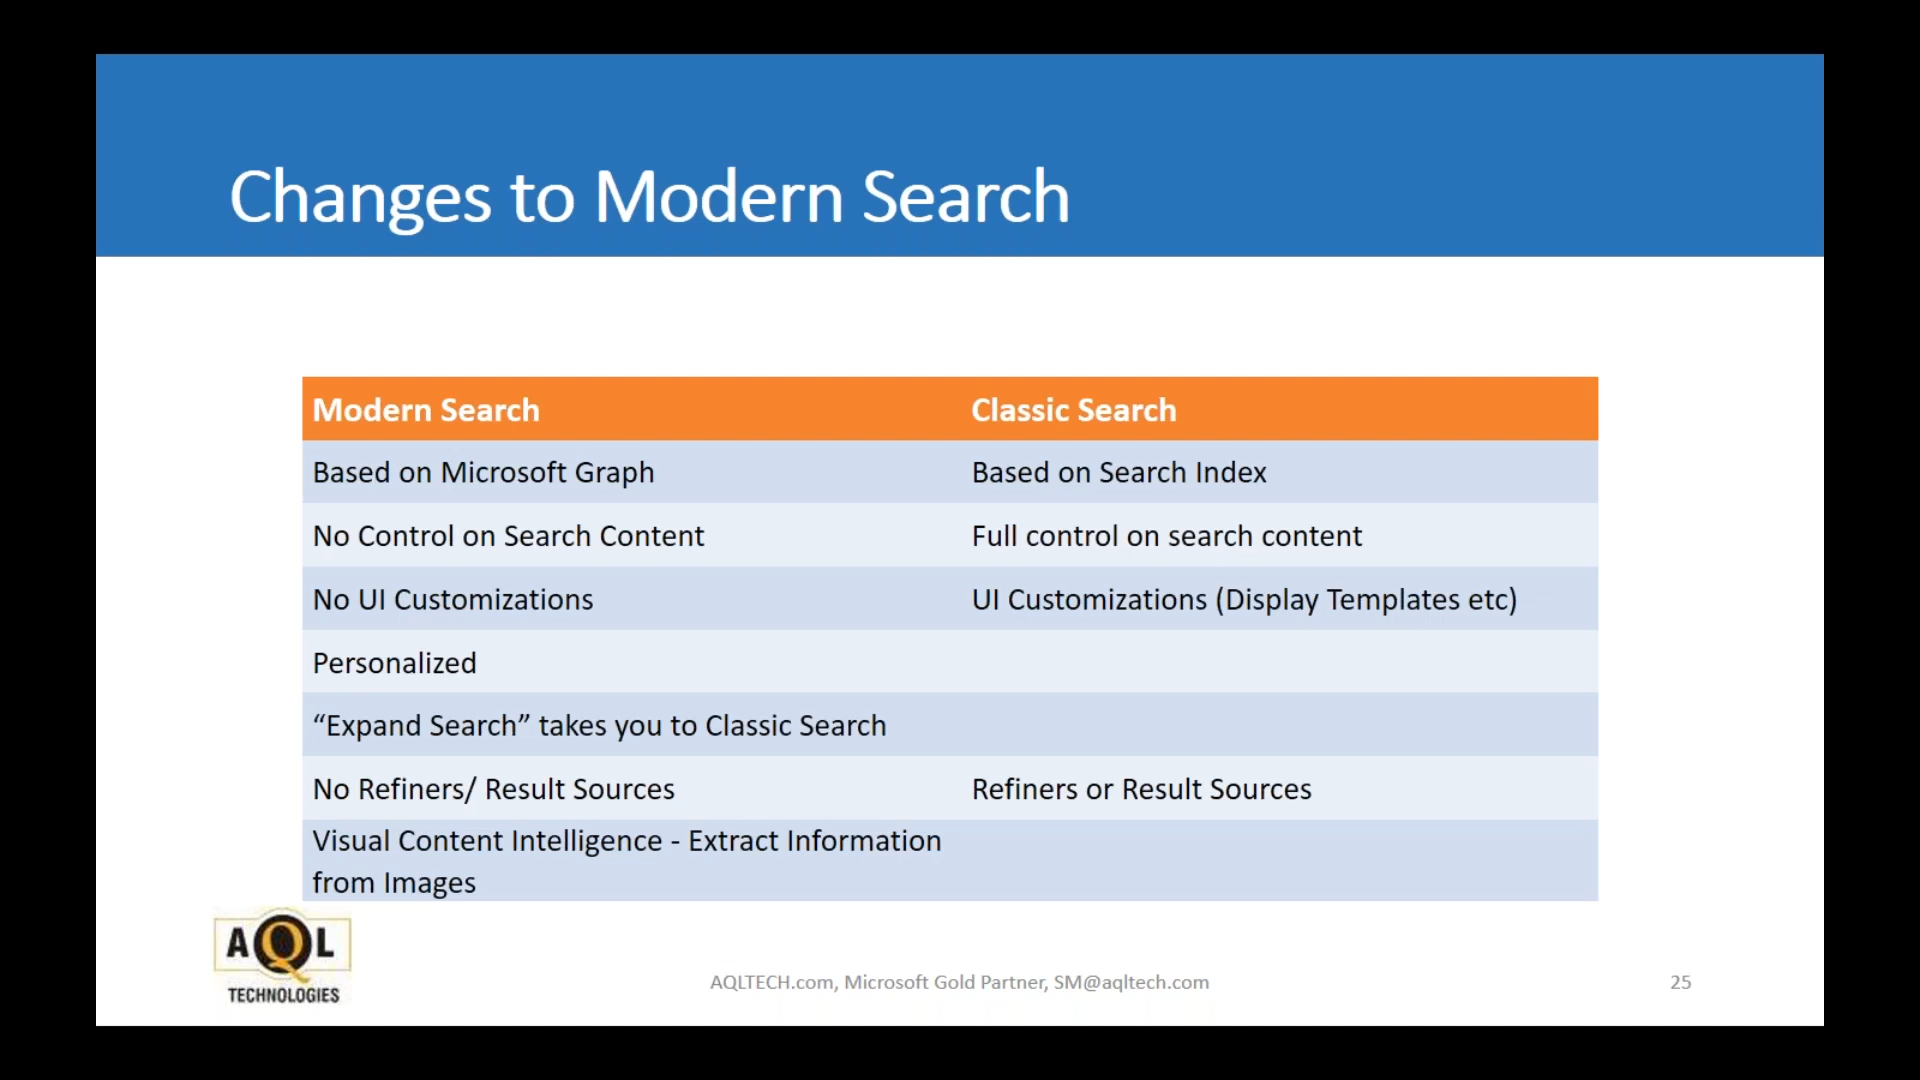 Changes to Modern Search
Modern Search Classic Search
Based on Microsoft Graph Based on Search Index
No Control on Search Content Full control on search content
No UI Customizations UI Customizations (Display Templates etc)
Personalized
“Expand Search” takes you to Classic Search
No Refiners/ Result Sources Refiners or Result Sources
Visual Content Intelligence - Extract Information
from Images
AQL
TECHNOLOGIES
AQLTECH.com, Microsoft Gold Partner, SM@aqltech.com 25